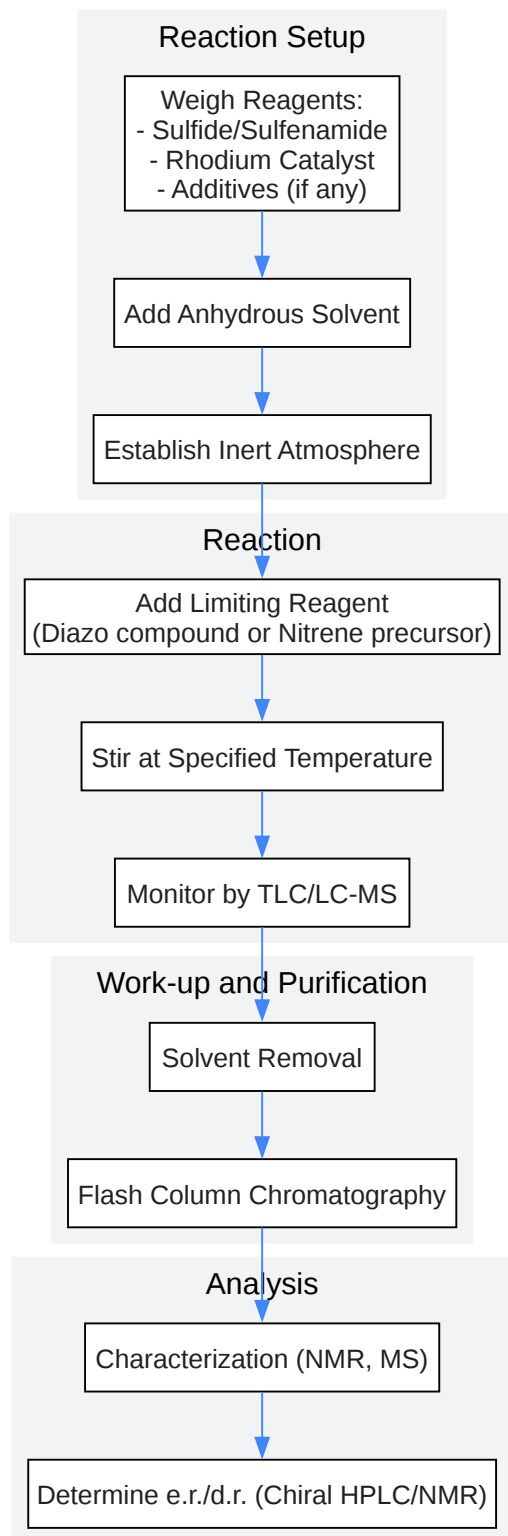 Reaction Setup
Weigh Reagents:
- Sulfide/Sulfenamide
- Rhodium Catalyst
- Additives (if any)
Add Anhydrous Solvent
Establish Inert Atmosphere
Reaction
Add Limiting Reagent
(Diazo compound or Nitrene precursor)
Stir at Specified Temperature
Monitor by TLC/LC-MS
Work-up and Purification
Solvent Removal
Flash Column Chromatography
Analysis
Characterization (NMR, MS)
Determine e.r./d.r. (Chiral HPLC/NMR)